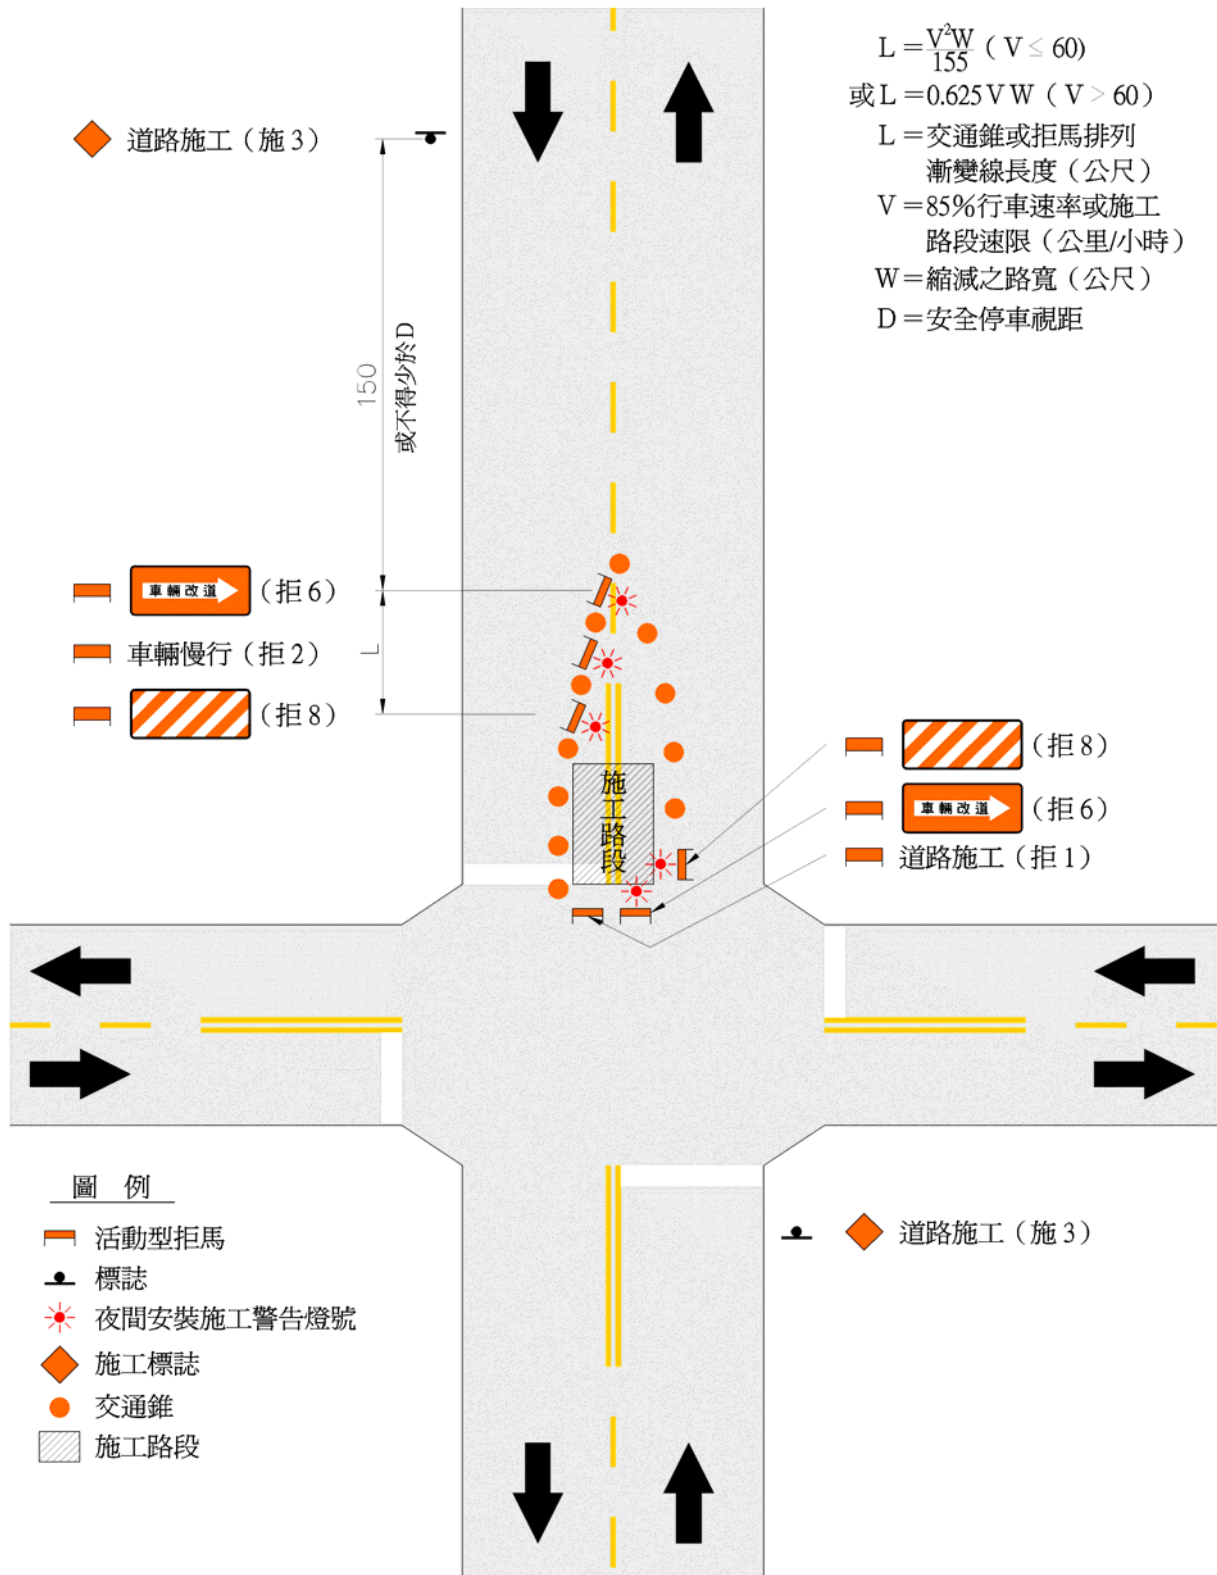 L＝V²W/155（V≤60)
或L＝0.625VW（V＞60）
L＝交通錐或拒馬排列
漸變線長度（公尺）
V＝85％行車速率或施工
路段速限（公里/小時）
W＝縮減之路寬（公尺）
D＝安全停車視距
道路施工（施3）
150
或不得少於D
車輛改道
（拒6）
車輛慢行（拒2）
L
（拒8）
施工路段
（拒8）
車輛改道
（拒6）
道路施工（拒1）
道路施工（施3）
圖 例
活動型拒馬
標誌
夜間安裝施工警告燈號
施工標誌
交通錐
施工路段